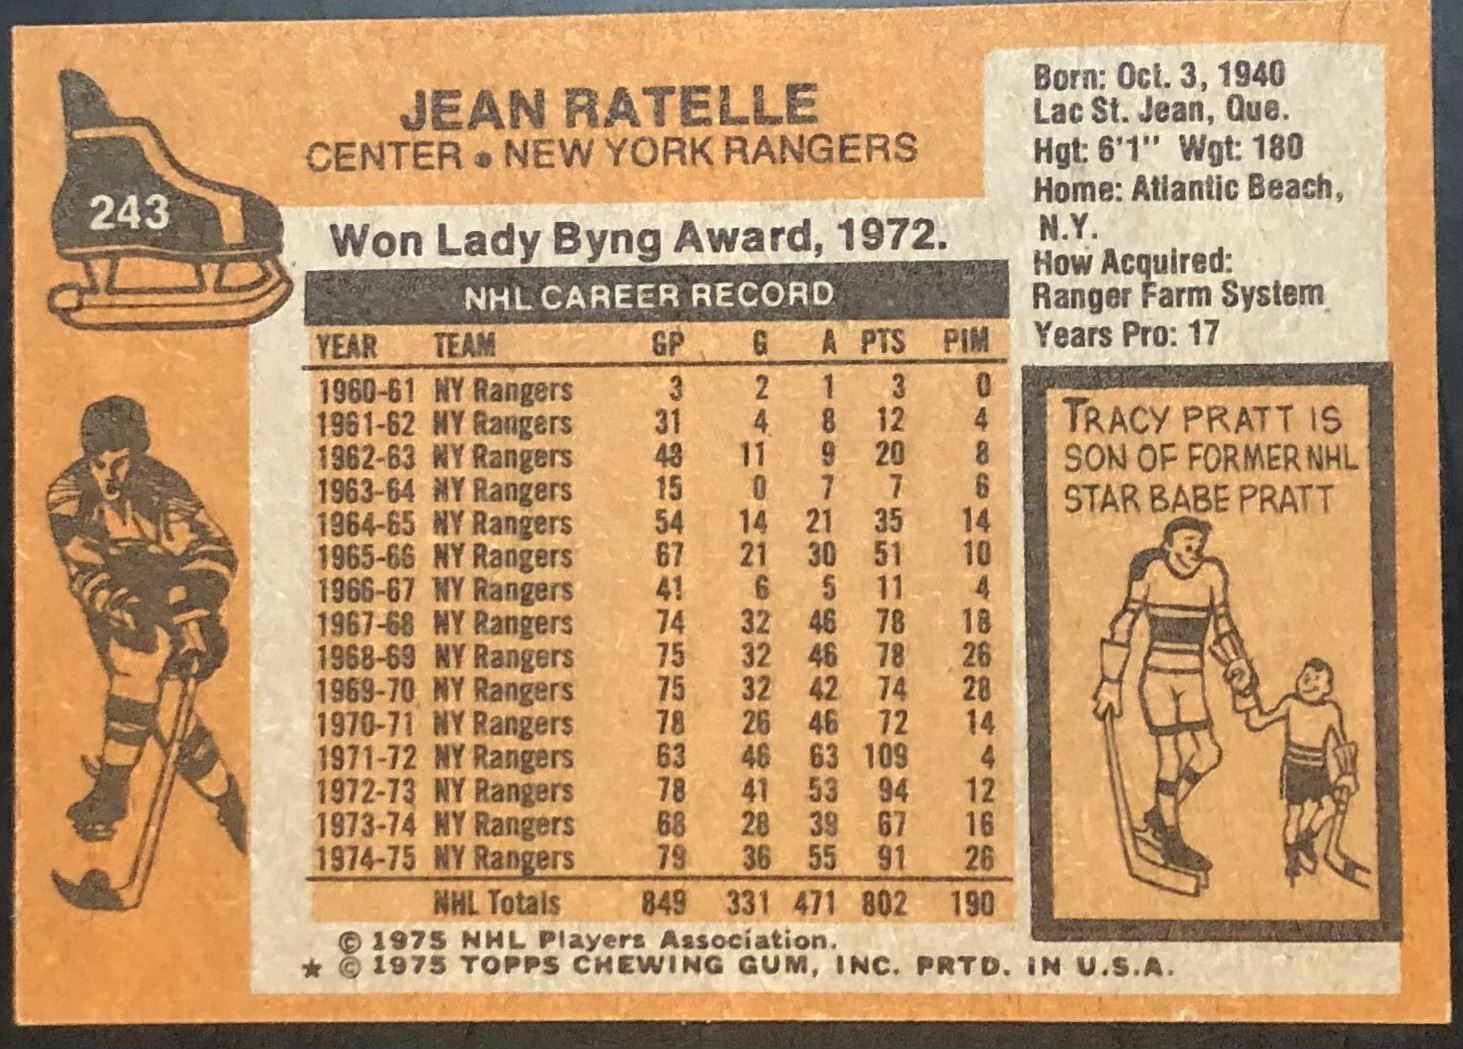 243
JEAN RATELLE
CENTER • NEW YORK RANGERS
Won Lady Byng Award, 1972.
NHL CAREER RECORD
YEAR TEAM GP G A PTS PIM
1960-61 NY Rangers 3 2 1 3 0
1961-62 NY Rangers 31 4 8 12 4
1962-63 NY Rangers 48 11 9 20 8
1963-64 NY Rangers 15 0 7 7 6
1964-65 NY Rangers 54 14 21 35 14
1965-66 NY Rangers 67 21 30 51 10
1966-67 NY Rangers 41 6 5 11 4
1967-68 NY Rangers 74 32 46 78 18
1968-69 NY Rangers 75 32 46 78 26
1969-70 NY Rangers 75 32 42 74 28
1970-71 NY Rangers 78 26 46 72 14
1971-72 NY Rangers 63 46 63 109 4
1972-73 NY Rangers 78 41 53 94 12
1973-74 NY Rangers 68 28 39 67 16
1974-75 NY Rangers 79 36 55 91 26
NHL Totals 849 331 471 802 190
© 1975 NHL Players Association.
★ © 1975 TOPPS CHEWING GUM, INC. PRTD. IN U.S.A.
Born: Oct. 3, 1940
Lac St. Jean, Que.
Hgt: 6'1" Wgt: 180
Home: Atlantic Beach,
N.Y.
How Acquired:
Ranger Farm System
Years Pro: 17
TRACY PRATT IS
SON OF FORMER NHL
STAR BABE PRATT